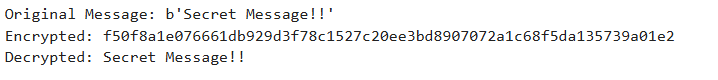 Original Message: b'Secret Message!!'
Encrypted: f50f8a1e076661db929d3f78c1527c20ee3bd8907072a1c68f5da135739a01e2
Decrypted: Secret Message!!